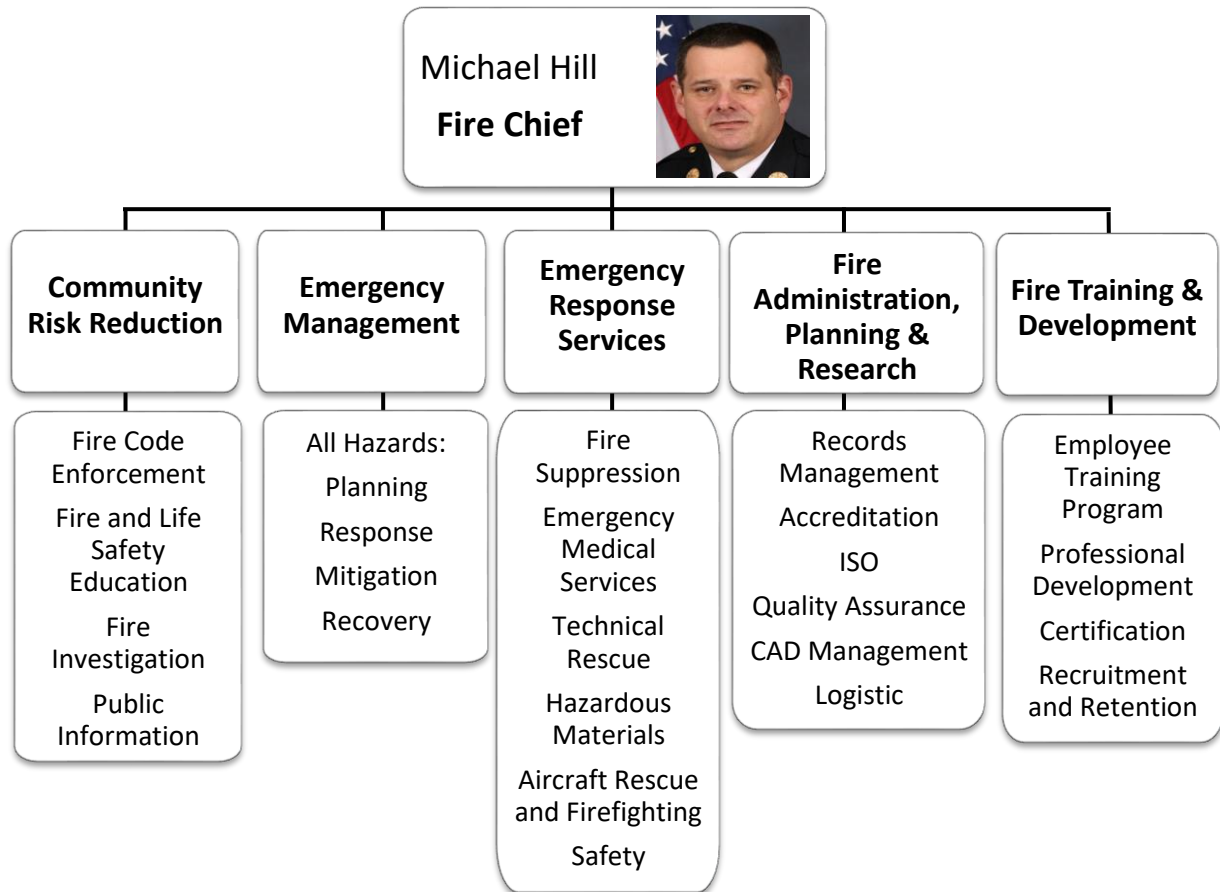 Michael Hill
Fire Chief
Community
Risk Reduction
Emergency
Management
Emergency
Response
Services
Fire
Administration,
Planning &
Research
Fire Training &
Development
Fire Code
Enforcement
Fire and Life
Safety
Education
Fire
Investigation
Public
Information
All Hazards:
Planning
Response
Mitigation
Recovery
Fire
Suppression
Emergency
Medical
Services
Technical
Rescue
Hazardous
Materials
Aircraft Rescue
and Firefighting
Safety
Records
Management
Accreditation
ISO
Quality Assurance
CAD Management
Logistic
Employee
Training
Program
Professional
Development
Certification
Recruitment
and Retention